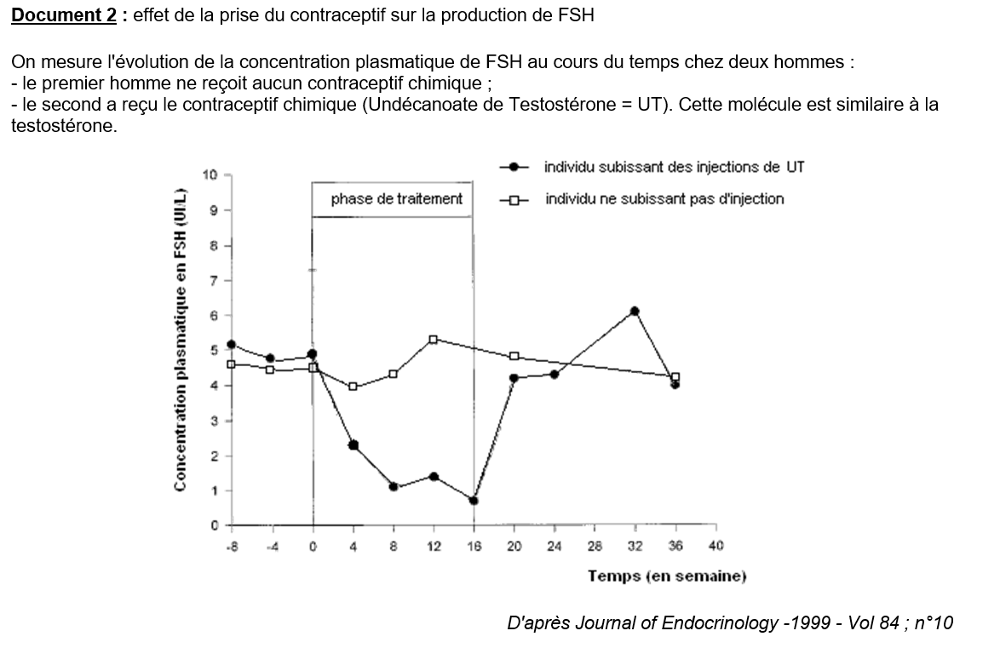 Document 2 : effet de la prise du contraceptif sur la production de FSH
On mesure l'évolution de la concentration plasmatique de FSH au cours du temps chez deux hommes :
- le premier homme ne reçoit aucun contraceptif chimique ;
- le second a reçu le contraceptif chimique (Undécanoate de Testostérone = UT). Cette molécule est similaire à la
testostérone.
individu subissant des injections de UT
individu ne subissant pas d'injection
phase de traitement
Concentration plasmatique en FSH (UI/L)
10
9
8
7
6
5
4
3
2
1
0
-8 -4 0 4 8 12 16 20 24 28 32 36 40
Temps (en semaine)
D'après Journal of Endocrinology -1999 - Vol 84 ; n°10